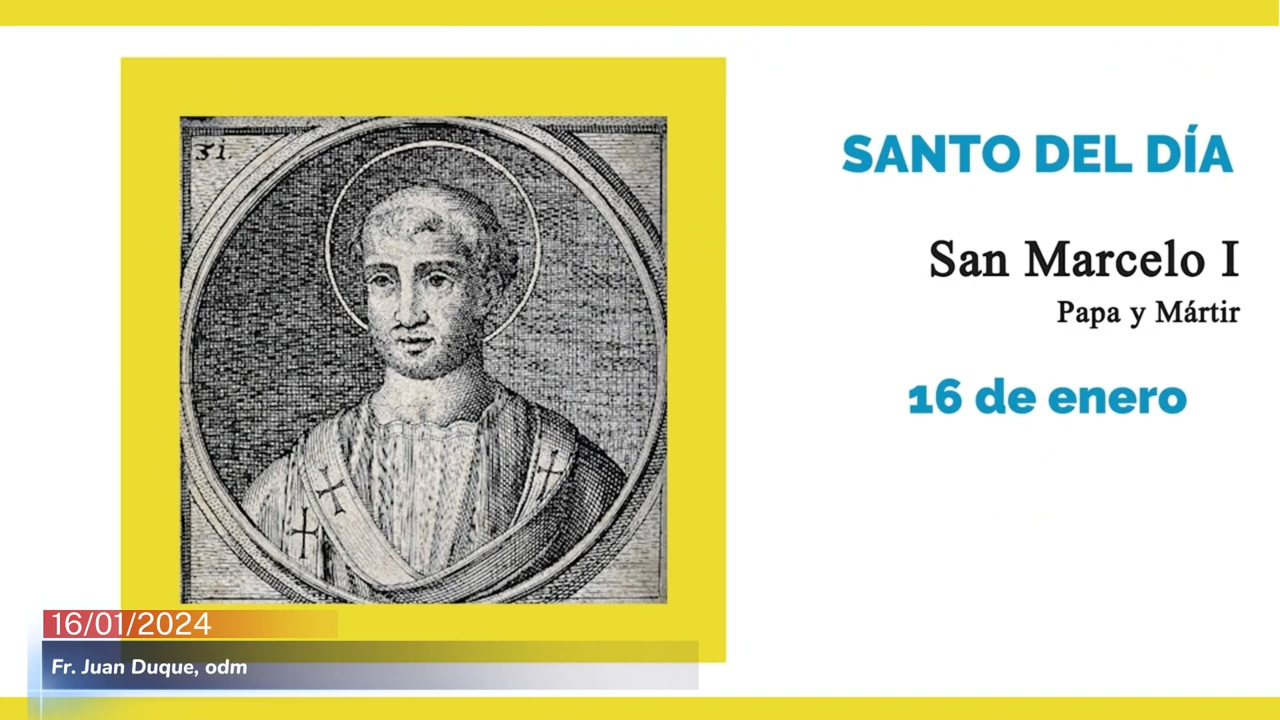 31.
SANTO DEL DÍA
San Marcelo I
Papa y Mártir
16 de enero
16/01/2024
Fr. Juan Duque, odm